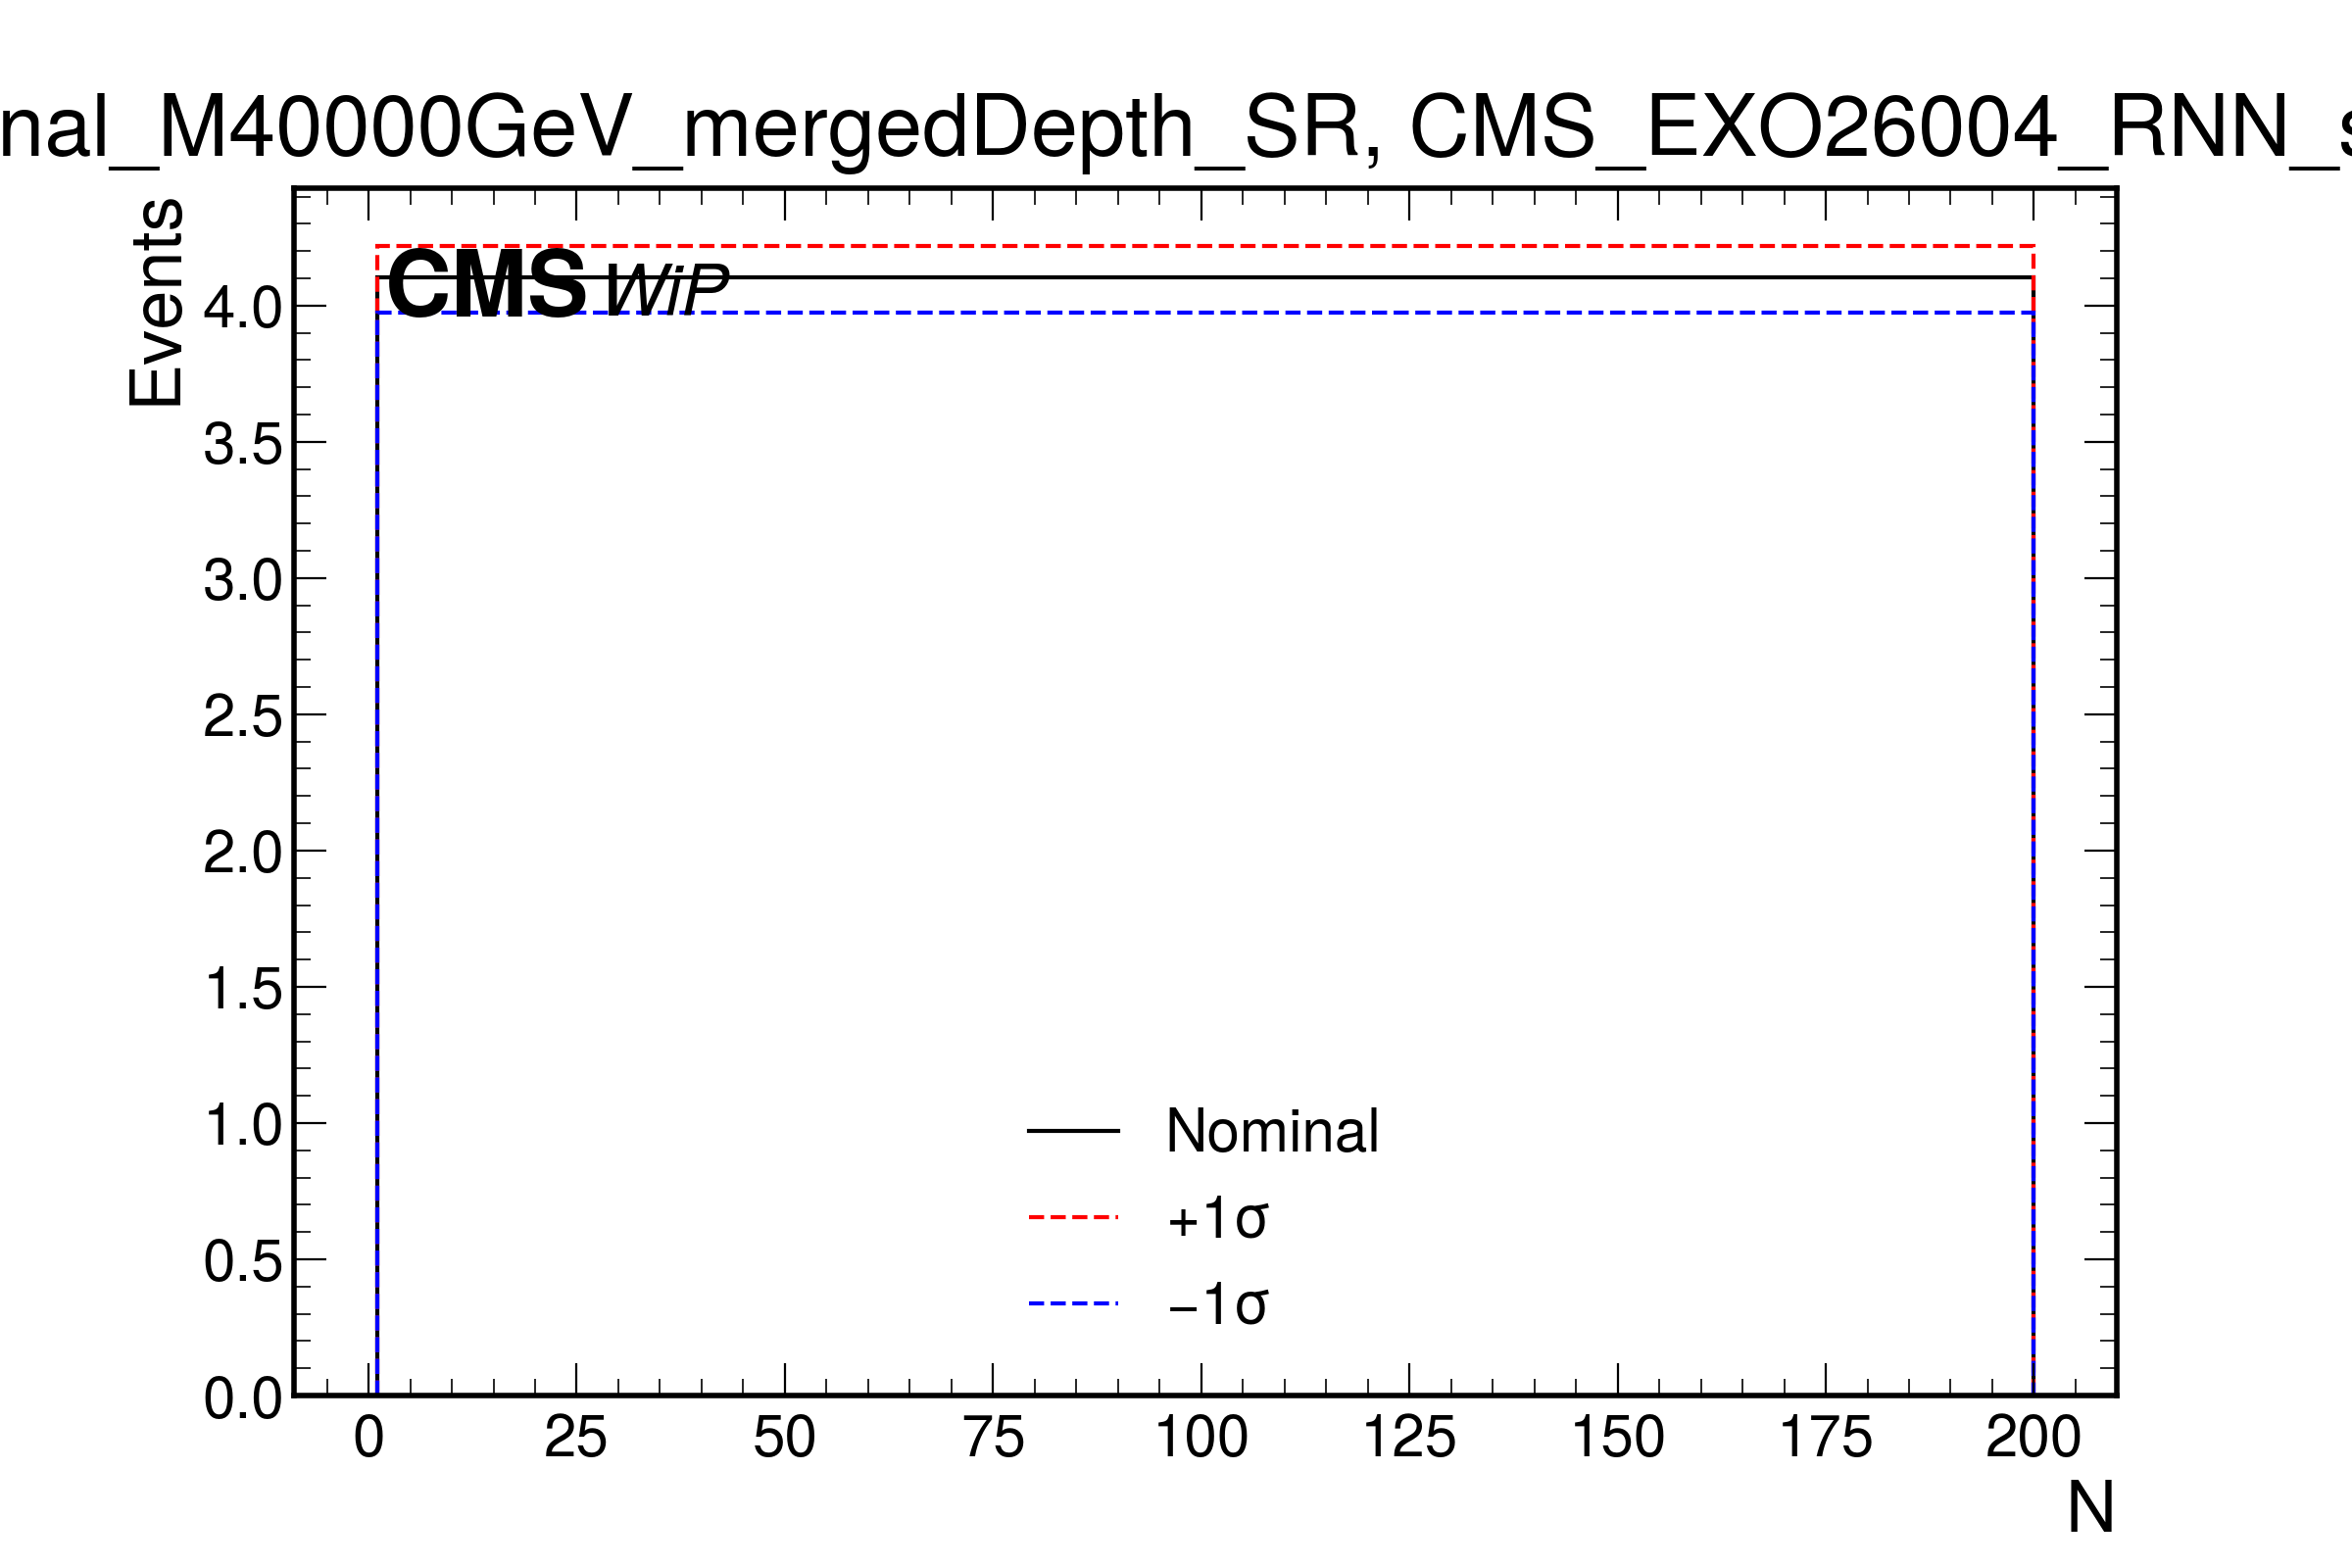 nal_M40000GeV_mergedDepth_SR, CMS_EXO26004_RNN_s
Events
CMS WiP
4.0
3.5
3.0
2.5
2.0
1.5
1.0
0.5
0.0
Nominal
+1σ
−1σ
0 25 50 75 100 125 150 175 200
N